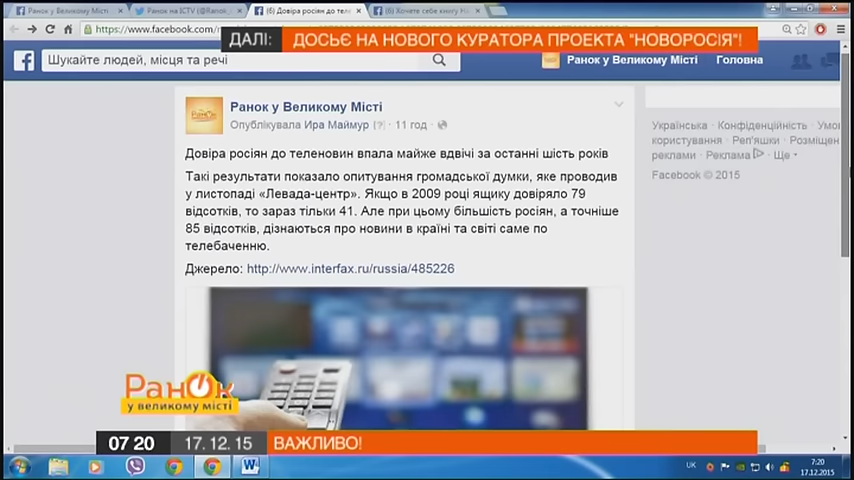 Ранок у Великому Місті
Ранок на ICTV (@Ranok_
(6) Довіра росіян до телен
(6) Хочете себе книгу
https://www.facebook.com/
ДАЛІ: ДОСЬЄ НА НОВОГО КУРАТОРА ПРОЕКТА "НОВОРОСІЯ"!
Шукайте людей, місця та речі
Ранок у Великому Місті Головна
Ранок у Великому Місті
Опублікувала Ира Маймур [?] · 11 год ·
Довіра росіян до теленовин впала майже вдвічі за останні шість років
Такі результати показало опитування громадської думки, яке проводив
у листопаді «Левада-центр». Якщо в 2009 році ящику довіряло 79
відсотків, то зараз тільки 41. Але при цьому більшість росіян, а точніше
85 відсотків, дізнаються про новини в країні та світі саме по
телебаченню.
Джерело: http://www.interfax.ru/russia/485226
Українська · Конфіденційність · Умов
користування · Реп'яшки · Розміщен
реклами · Реклама · Ще
Facebook © 2015
Ранок
у великому місті
07 20 17.12.15 ВАЖЛИВО!
UK
7:20
17.12.2015